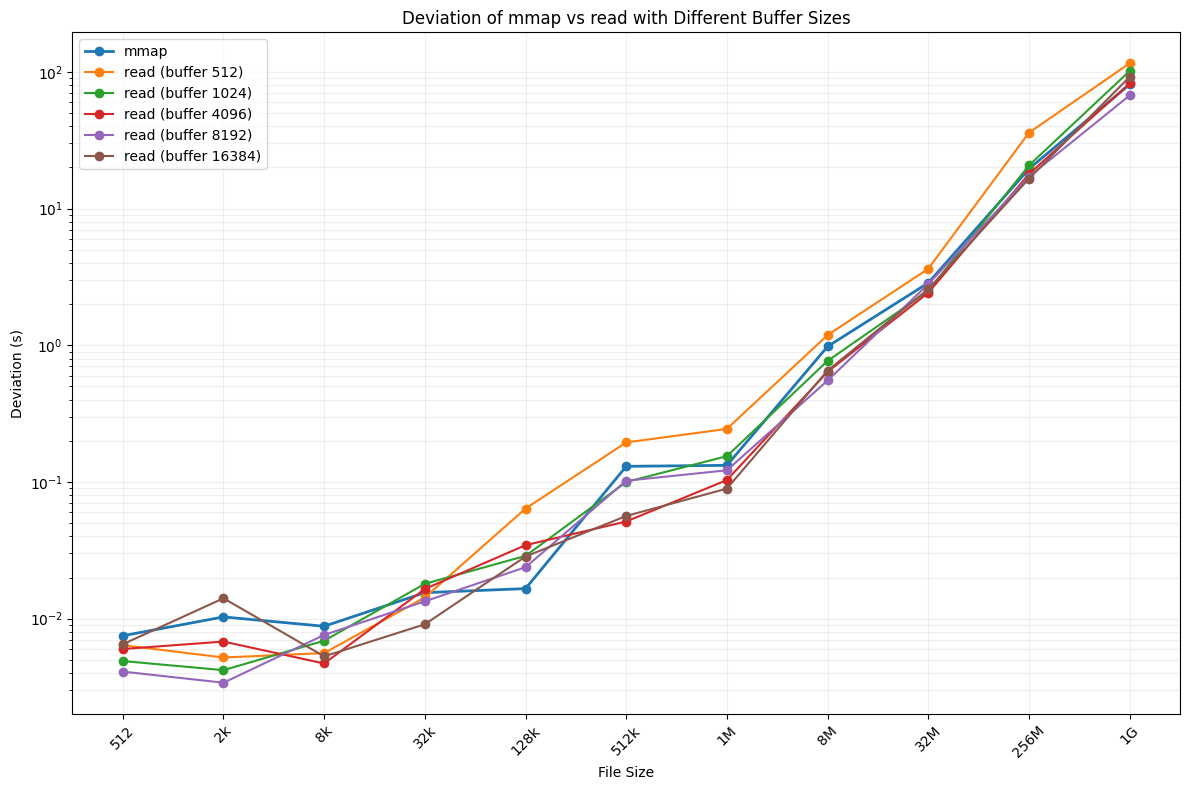 Deviation of mmap vs read with Different Buffer Sizes
mmap
read (buffer 512)
read (buffer 1024)
read (buffer 4096)
read (buffer 8192)
read (buffer 16384)
10²
10¹
10⁰
10⁻¹
10⁻²
Deviation (s)
512
2k
8k
32k
128k
512k
1M
8M
32M
256M
1G
File Size